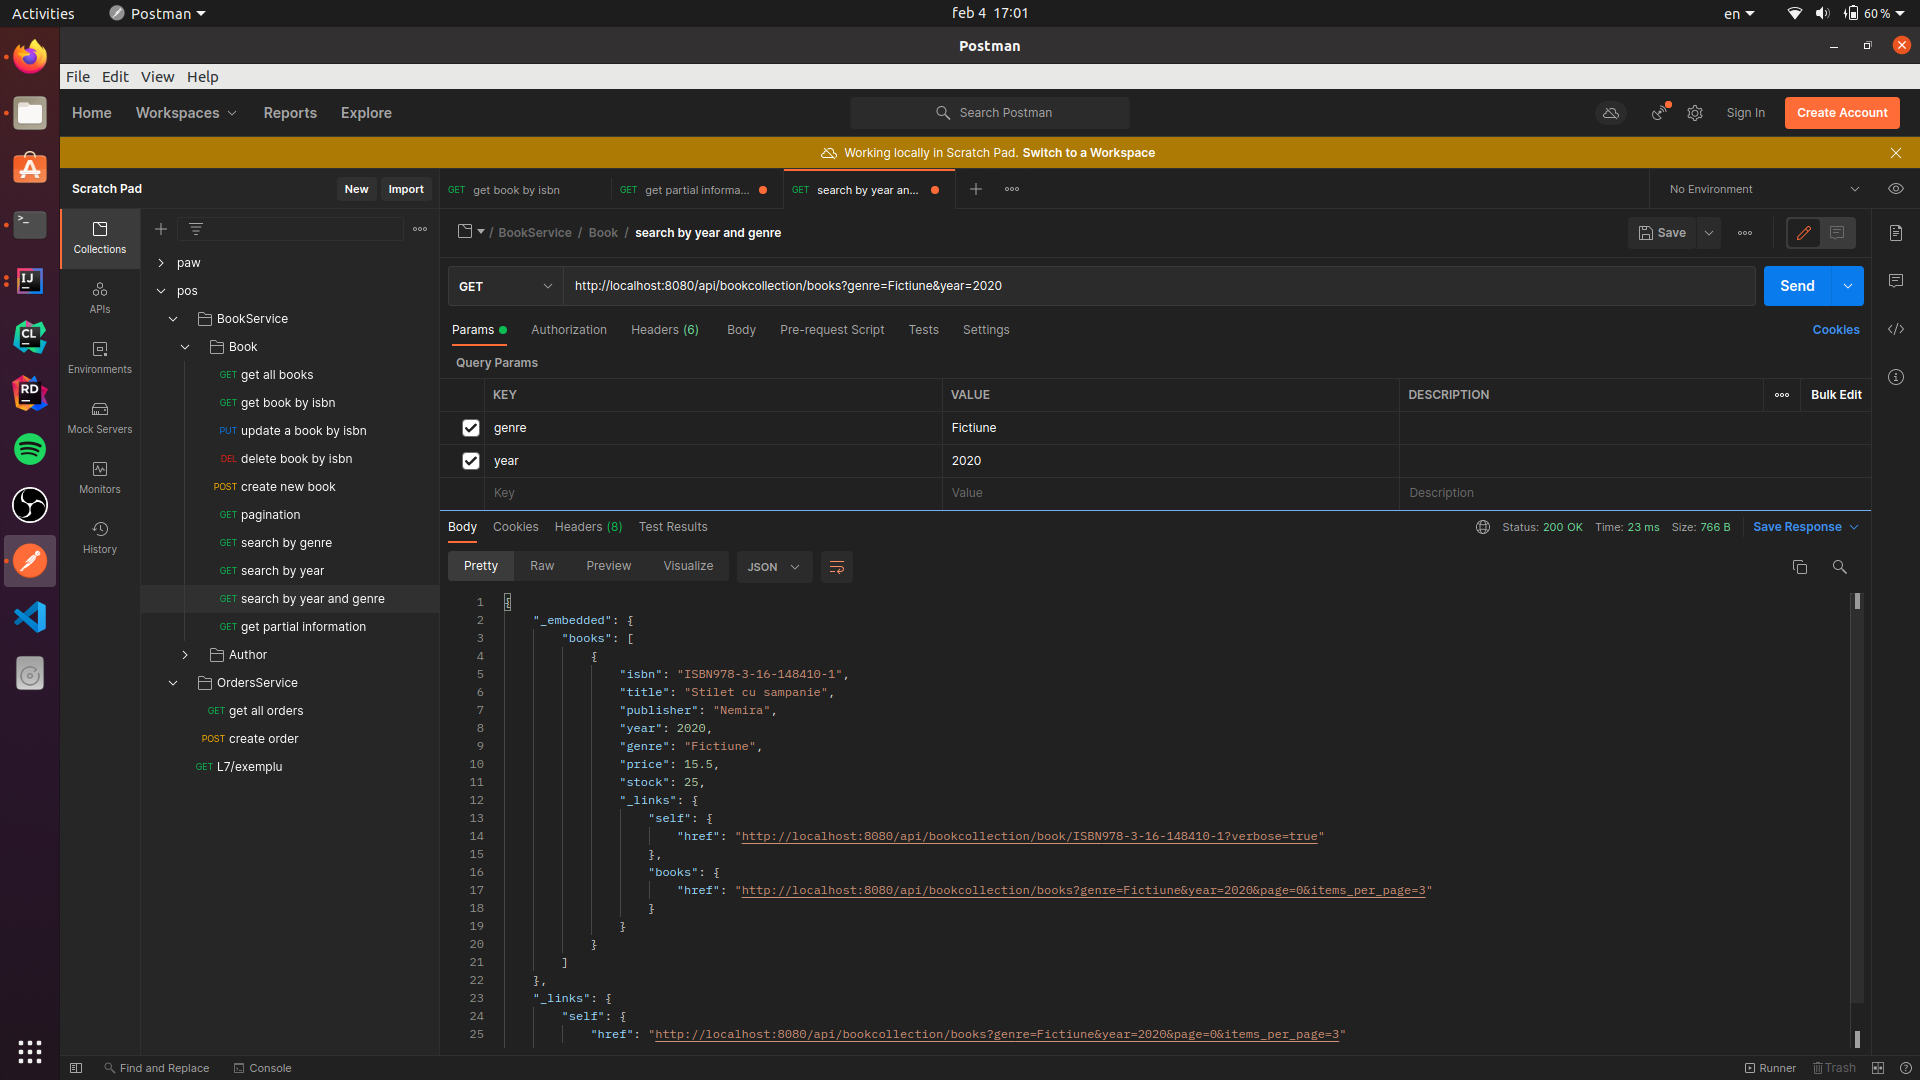 Activities
Postman
feb 4 17:01
en
60 %
Postman
File Edit View Help
Home Workspaces Reports Explore
Search Postman
Sign In
Create Account
Working locally in Scratch Pad. Switch to a Workspace
Scratch Pad
New
Import
GET get book by isbn
GET get partial informa...
GET search by year an...
No Environment
Collections
APIs
Environments
Mock Servers
Monitors
History
paw
pos
BookService
Book
GET get all books
GET get book by isbn
PUT update a book by isbn
DEL delete book by isbn
POST create new book
GET pagination
GET search by genre
GET search by year
GET search by year and genre
GET get partial information
Author
OrdersService
GET get all orders
POST create order
GET L7/exemplu
/ BookService / Book / search by year and genre
Save
GET
http://localhost:8080/api/bookcollection/books?genre=Fictiune&year=2020
Send
Params Authorization Headers (6) Body Pre-request Script Tests Settings
Cookies
Query Params
KEY VALUE DESCRIPTION
Bulk Edit
genre Fictiune
year 2020
Key Value Description
Body Cookies Headers (8) Test Results
Status: 200 OK Time: 23 ms Size: 766 B
Save Response
Pretty Raw Preview Visualize JSON
1 {
2 "_embedded": {
3 "books": [
4 {
5 "isbn": "ISBN978-3-16-148410-1",
6 "title": "Stilet cu sampanie",
7 "publisher": "Nemira",
8 "year": 2020,
9 "genre": "Fictiune",
10 "price": 15.5,
11 "stock": 25,
12 "_links": {
13 "self": {
14 "href": "http://localhost:8080/api/bookcollection/book/ISBN978-3-16-148410-1?verbose=true"
15 },
16 "books": {
17 "href": "http://localhost:8080/api/bookcollection/books?genre=Fictiune&year=2020&page=0&items_per_page=3"
18 }
19 }
20 }
21 ]
22 },
23 "_links": {
24 "self": {
25 "href": "http://localhost:8080/api/bookcollection/books?genre=Fictiune&year=2020&page=0&items_per_page=3"
Find and Replace
Console
Runner
Trash
IJ
CL
RD